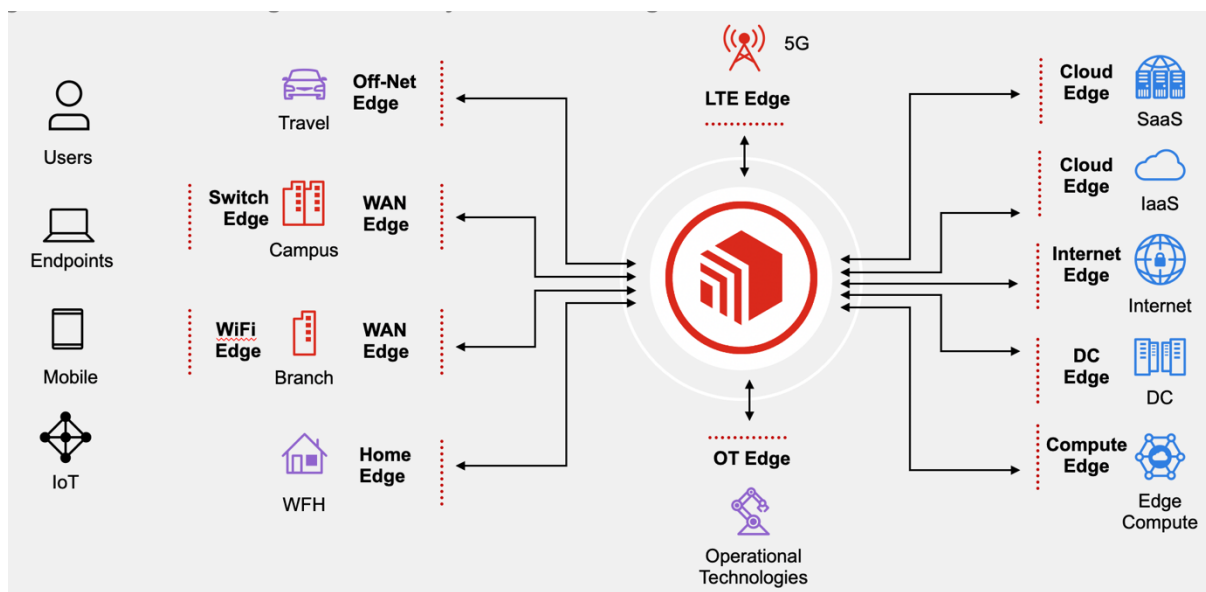 Users
Endpoints
Mobile
IoT
Off-Net
Edge
Travel
Switch
Edge
Campus
WAN
Edge
WiFi
Edge
Branch
WAN
Edge
WFH
Home
Edge
5G
LTE Edge
OT Edge
Operational
Technologies
Cloud
Edge
SaaS
Cloud
Edge
IaaS
Internet
Edge
Internet
DC
Edge
DC
Compute
Edge
Edge
Compute